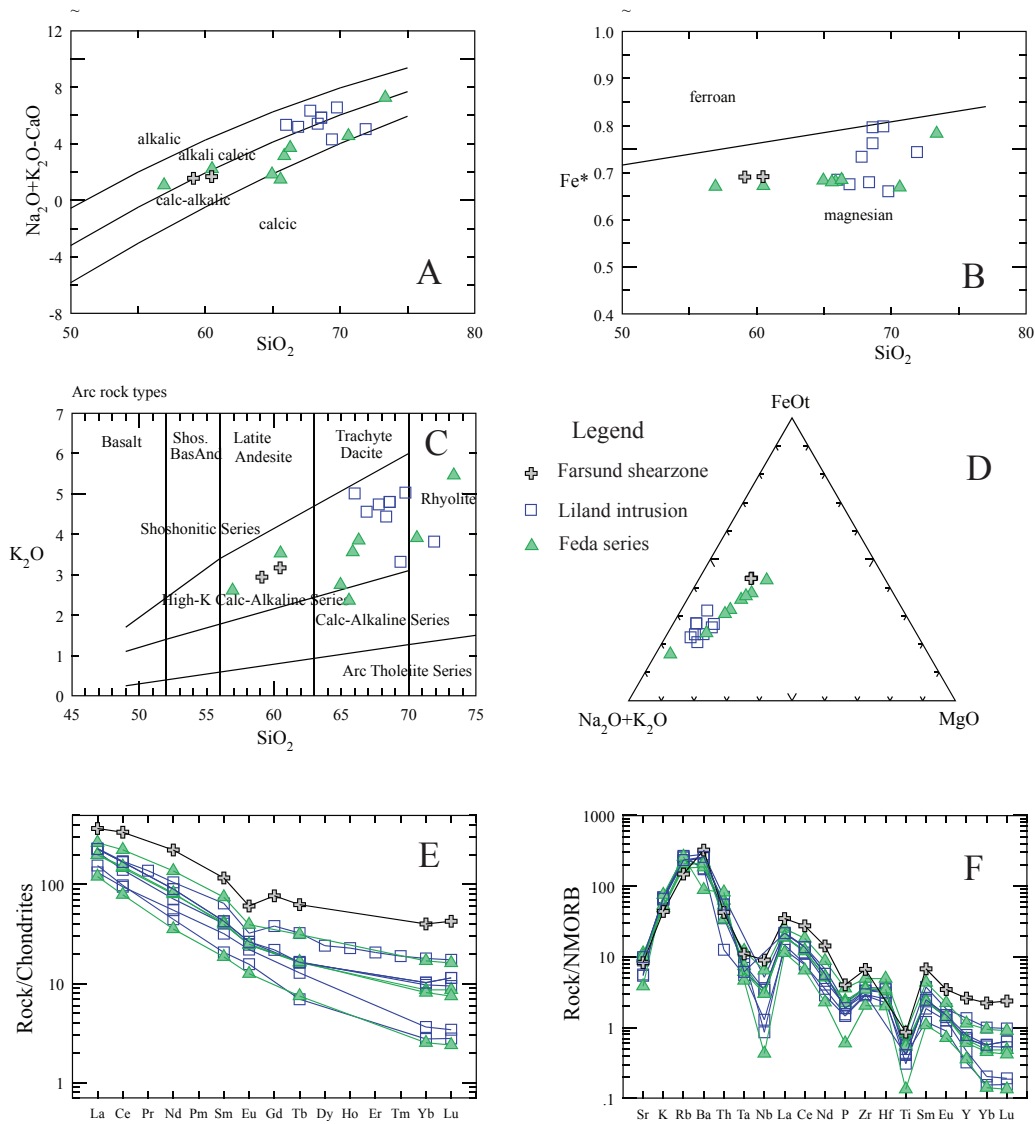 ~
12
8
4
0
-4
-8
Na₂O+K₂O-CaO
alkalic
alkali calcic
calc-alkalic
calcic
A
50
60
70
80
SiO₂
~
1.0
0.9
0.8
0.7
0.6
0.5
0.4
Fe*
ferroan
magnesian
B
50
60
70
80
SiO₂
Arc rock types
7
6
5
4
3
2
1
0
K₂O
Basalt
Shos.
BasAnd
Latite
Andesite
Trachyte
Dacite
C
Rhyolite
Shoshonitic Series
High-K Calc-Alkaline Series
Calc-Alkaline Series
Arc Tholeiite Series
45
50
55
60
65
70
75
SiO₂
Legend
Farsund shearzone
Liland intrusion
Feda series
D
FeOt
Na₂O+K₂O
MgO
E
100
10
1
Rock/Chondrites
La Ce Pr Nd Pm Sm Eu Gd Tb Dy Ho Er Tm Yb Lu
F
1000
100
10
1
.1
Rock/NMORB
Sr K Rb Ba Th Ta Nb La Ce Nd P Zr Hf Ti Sm Eu Y Yb Lu